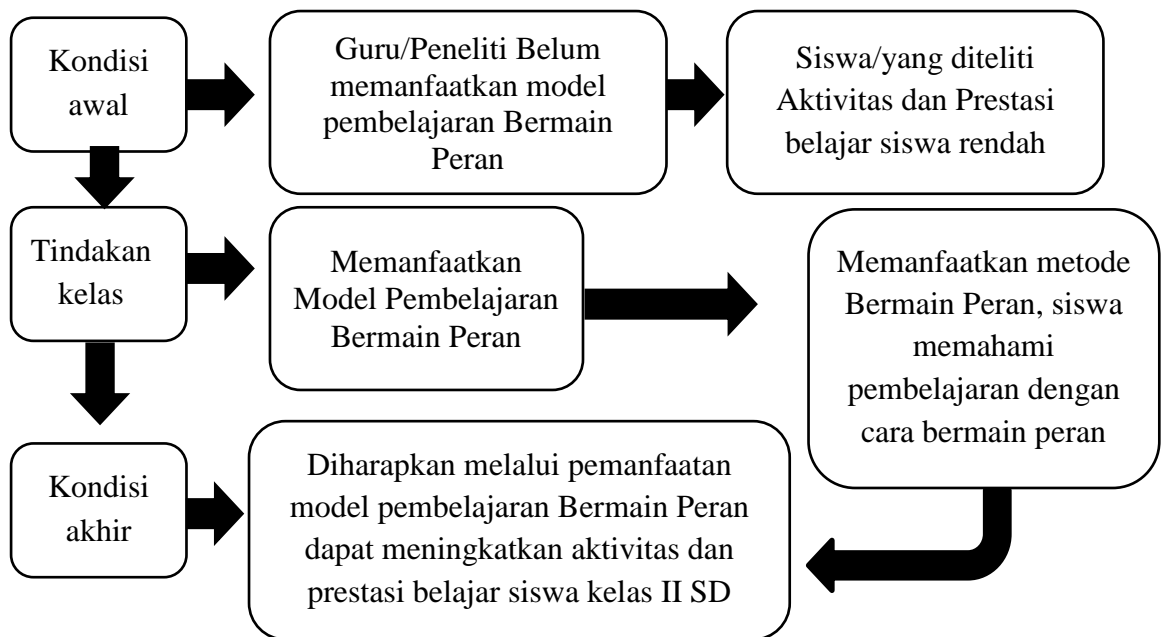 Kondisi
awal
Guru/Peneliti Belum
memanfaatkan model
pembelajaran Bermain
Peran
Siswa/yang diteliti
Aktivitas dan Prestasi
belajar siswa rendah
Tindakan
kelas
Memanfaatkan
Model Pembelajaran
Bermain Peran
Memanfaatkan metode
Bermain Peran, siswa
memahami
pembelajaran dengan
cara bermain peran
Kondisi
akhir
Diharapkan melalui pemanfaatan
model pembelajaran Bermain Peran
dapat meningkatkan aktivitas dan
prestasi belajar siswa kelas II SD